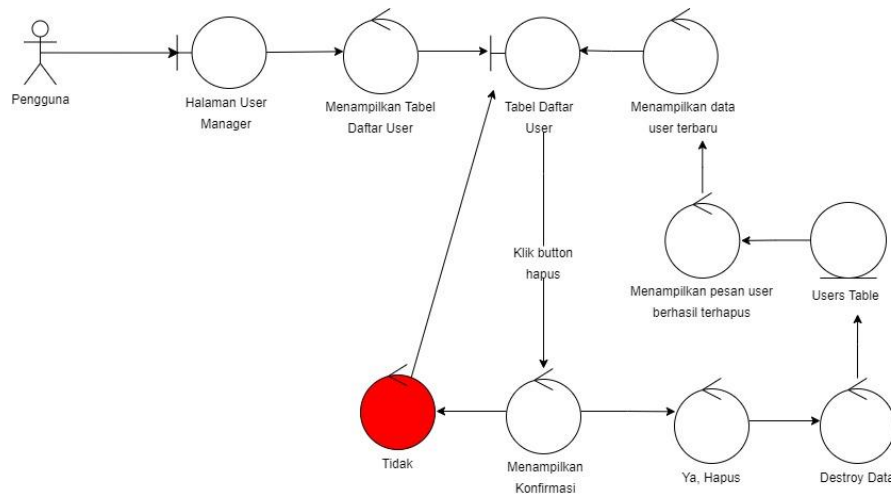 Pengguna
Halaman User
Manager
Menampilkan Tabel
Daftar User
Tabel Daftar
User
Menampilkan data
user terbaru
Klik button
hapus
Menampilkan pesan user
berhasil terhapus
Users Table
Tidak
Menampilkan
Konfirmasi
Ya, Hapus
Destroy Data